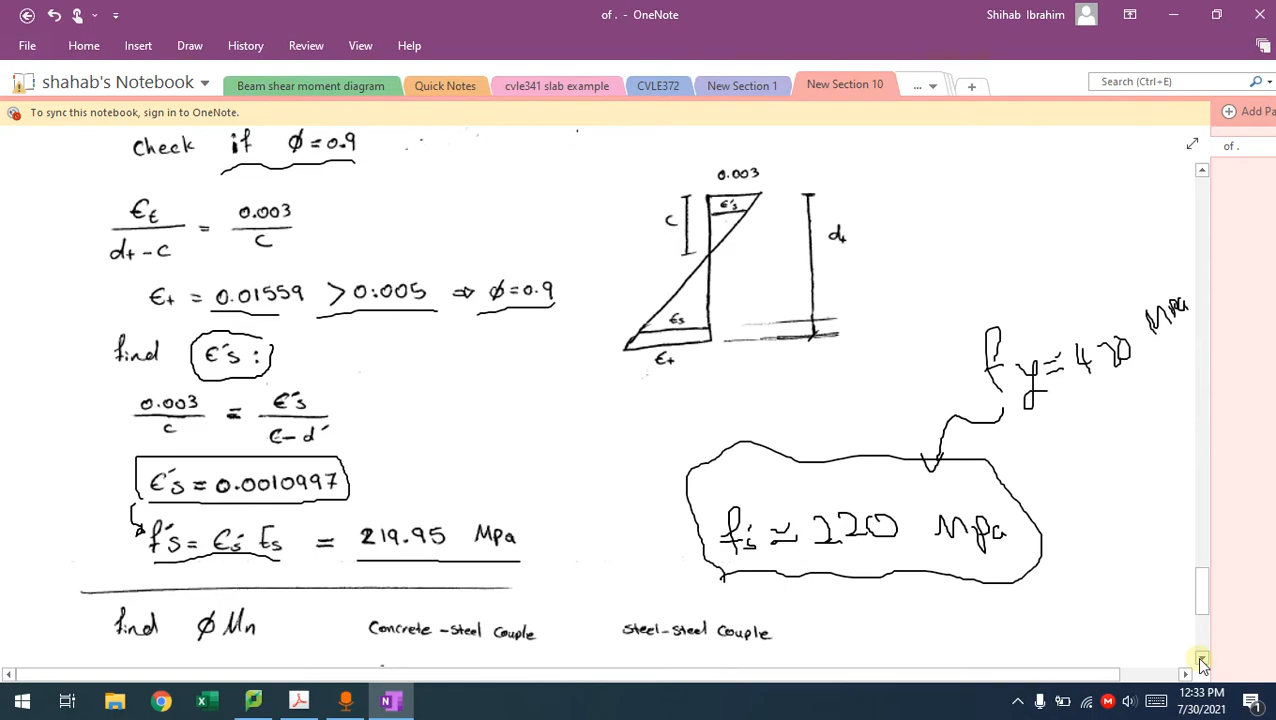 of . - OneNote
Shihab Ibrahim
File Home Insert Draw History Review View Help
shahab's Notebook
Beam shear moment diagram
Quick Notes
cvle341 slab example
CVLE372
New Section 1
New Section 10
...
Search (Ctrl+E)
To sync this notebook, sign in to OneNote.
Add Pa
of .
Check if ϕ=0.9
εt / (dt - c) = 0.003 / c
εt = 0.01559 > 0.005 ⇒ ϕ=0.9
find ε's :
0.003 / c = ε's / (c - d')
ε's = 0.0010997
f's = ε's Es = 219.95 Mpa
0.003
ε's
c
dt
εs
εt
fy = 420 Mpa
f's ≃ 220 Mpa
find ϕ Mn
Concrete - steel Couple
steel-steel Couple
12:33 PM
7/30/2021
1